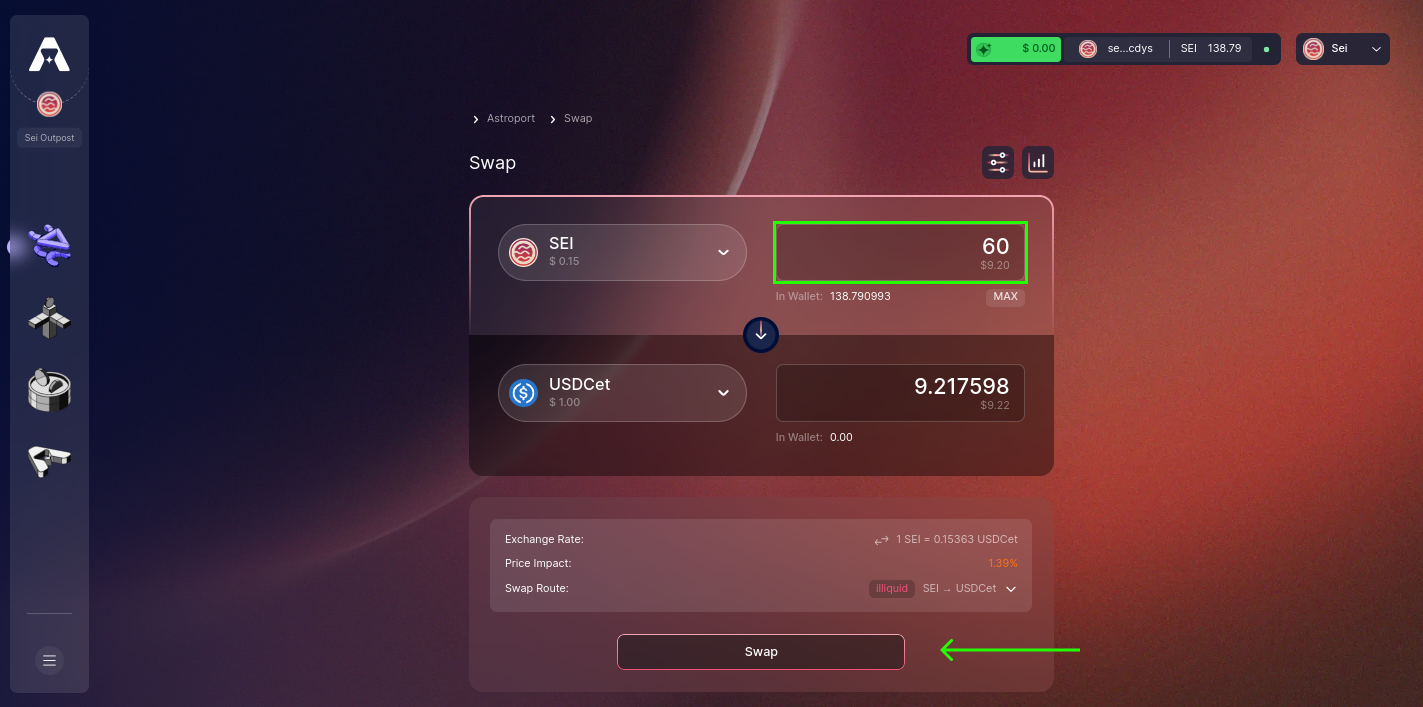 $ 0.00 se...cdys SEI 138.79 Sei
Sei Outpost
Astroport Swap
Swap
SEI
$ 0.15
60
$9.20
In Wallet: 138.790993 MAX
USDCet
$ 1.00
9.217598
$9.22
In Wallet: 0.00
Exchange Rate: 1 SEI = 0.15363 USDCet
Price Impact: 1.39%
Swap Route: illiquid SEI → USDCet
Swap